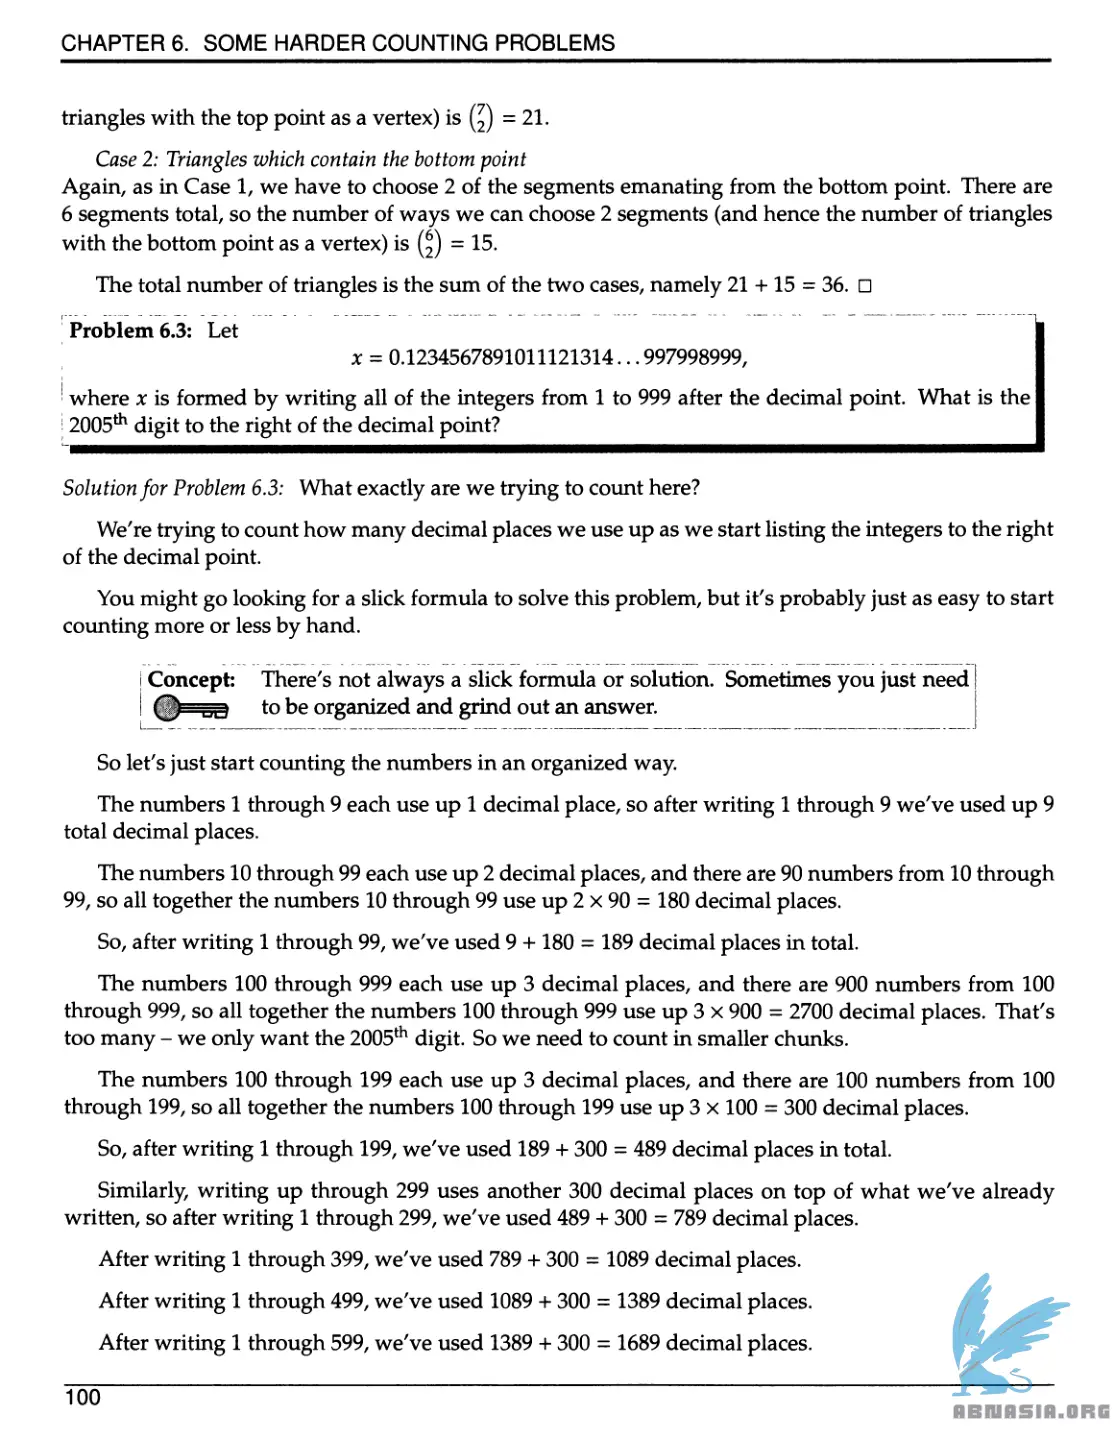 CHAPTER 6. SOME HARDER COUNTING PROBLEMS
triangles with the top point as a vertex) is (7 2) = 21.
Case 2: Triangles which contain the bottom point
Again, as in Case 1, we have to choose 2 of the segments emanating from the bottom point. There are
6 segments total, so the number of ways we can choose 2 segments (and hence the number of triangles
with the bottom point as a vertex) is (6 2) = 15.
The total number of triangles is the sum of the two cases, namely 21 + 15 = 36. □
Problem 6.3: Let
x = 0.1234567891011121314...997998999,
where x is formed by writing all of the integers from 1 to 999 after the decimal point. What is the
2005th digit to the right of the decimal point?
Solution for Problem 6.3: What exactly are we trying to count here?
We're trying to count how many decimal places we use up as we start listing the integers to the right
of the decimal point.
You might go looking for a slick formula to solve this problem, but it's probably just as easy to start
counting more or less by hand.
Concept: There's not always a slick formula or solution. Sometimes you just need
to be organized and grind out an answer.
So let's just start counting the numbers in an organized way.
The numbers 1 through 9 each use up 1 decimal place, so after writing 1 through 9 we've used up 9
total decimal places.
The numbers 10 through 99 each use up 2 decimal places, and there are 90 numbers from 10 through
99, so all together the numbers 10 through 99 use up 2 × 90 = 180 decimal places.
So, after writing 1 through 99, we've used 9 + 180 = 189 decimal places in total.
The numbers 100 through 999 each use up 3 decimal places, and there are 900 numbers from 100
through 999, so all together the numbers 100 through 999 use up 3 × 900 = 2700 decimal places. That's
too many – we only want the 2005th digit. So we need to count in smaller chunks.
The numbers 100 through 199 each use up 3 decimal places, and there are 100 numbers from 100
through 199, so all together the numbers 100 through 199 use up 3 × 100 = 300 decimal places.
So, after writing 1 through 199, we've used 189 + 300 = 489 decimal places in total.
Similarly, writing up through 299 uses another 300 decimal places on top of what we've already
written, so after writing 1 through 299, we've used 489 + 300 = 789 decimal places.
After writing 1 through 399, we've used 789 + 300 = 1089 decimal places.
After writing 1 through 499, we've used 1089 + 300 = 1389 decimal places.
After writing 1 through 599, we've used 1389 + 300 = 1689 decimal places.
100
ABNASIA.ORG